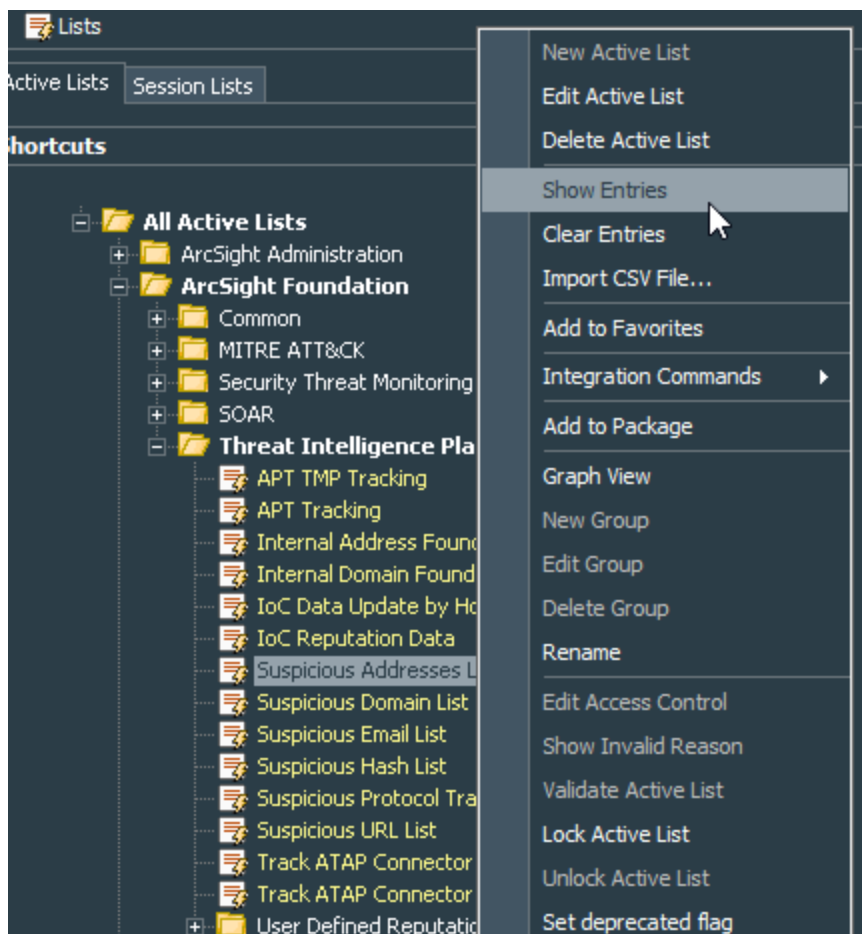 Lists
Active Lists
Session Lists
Shortcuts
All Active Lists
ArcSight Administration
ArcSight Foundation
Common
MITRE ATT&CK
Security Threat Monitoring
SOAR
Threat Intelligence Pla
APT TMP Tracking
APT Tracking
Internal Address Found
Internal Domain Found
IoC Data Update by Ho
IoC Reputation Data
Suspicious Addresses L
Suspicious Domain List
Suspicious Email List
Suspicious Hash List
Suspicious Protocol Tra
Suspicious URL List
Track ATAP Connector
Track ATAP Connector
User Defined Reputatio
New Active List
Edit Active List
Delete Active List
Show Entries
Clear Entries
Import CSV File...
Add to Favorites
Integration Commands
Add to Package
Graph View
New Group
Edit Group
Delete Group
Rename
Edit Access Control
Show Invalid Reason
Validate Active List
Lock Active List
Unlock Active List
Set deprecated flag